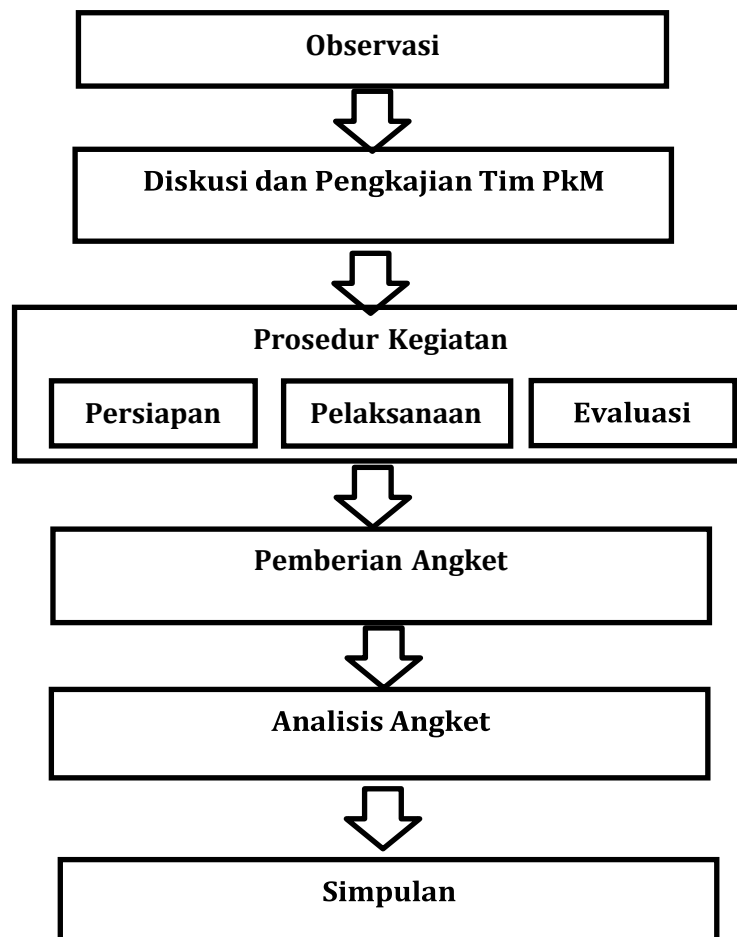 Observasi
Diskusi dan Pengkajian Tim PkM
Prosedur Kegiatan
Persiapan
Pelaksanaan
Evaluasi
Pemberian Angket
Analisis Angket
Simpulan